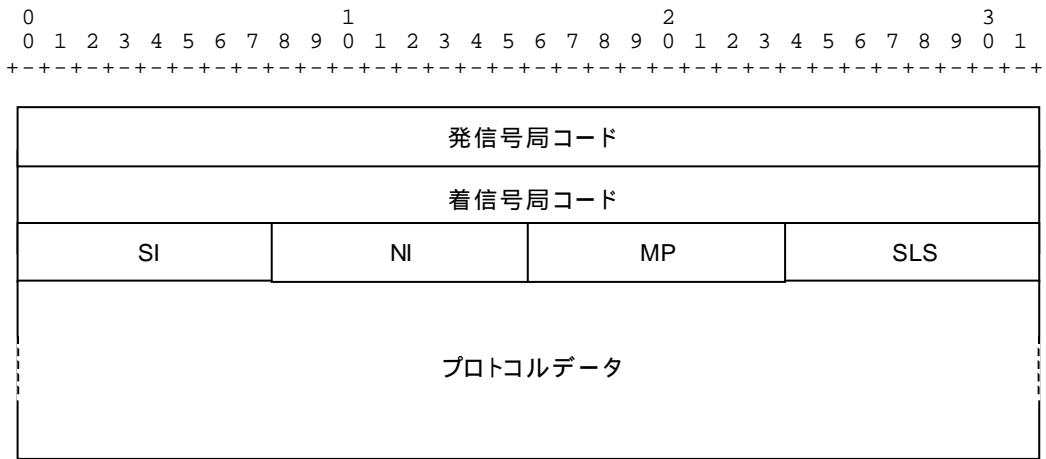 0 1 2 3
0 1 2 3 4 5 6 7 8 9 0 1 2 3 4 5 6 7 8 9 0 1 2 3 4 5 6 7 8 9 0 1
+-+-+-+-+-+-+-+-+-+-+-+-+-+-+-+-+-+-+-+-+-+-+-+-+-+-+-+-+-+-+-+-+
発信号局コード
着信号局コード
SI NI MP SLS
プロトコルデータ